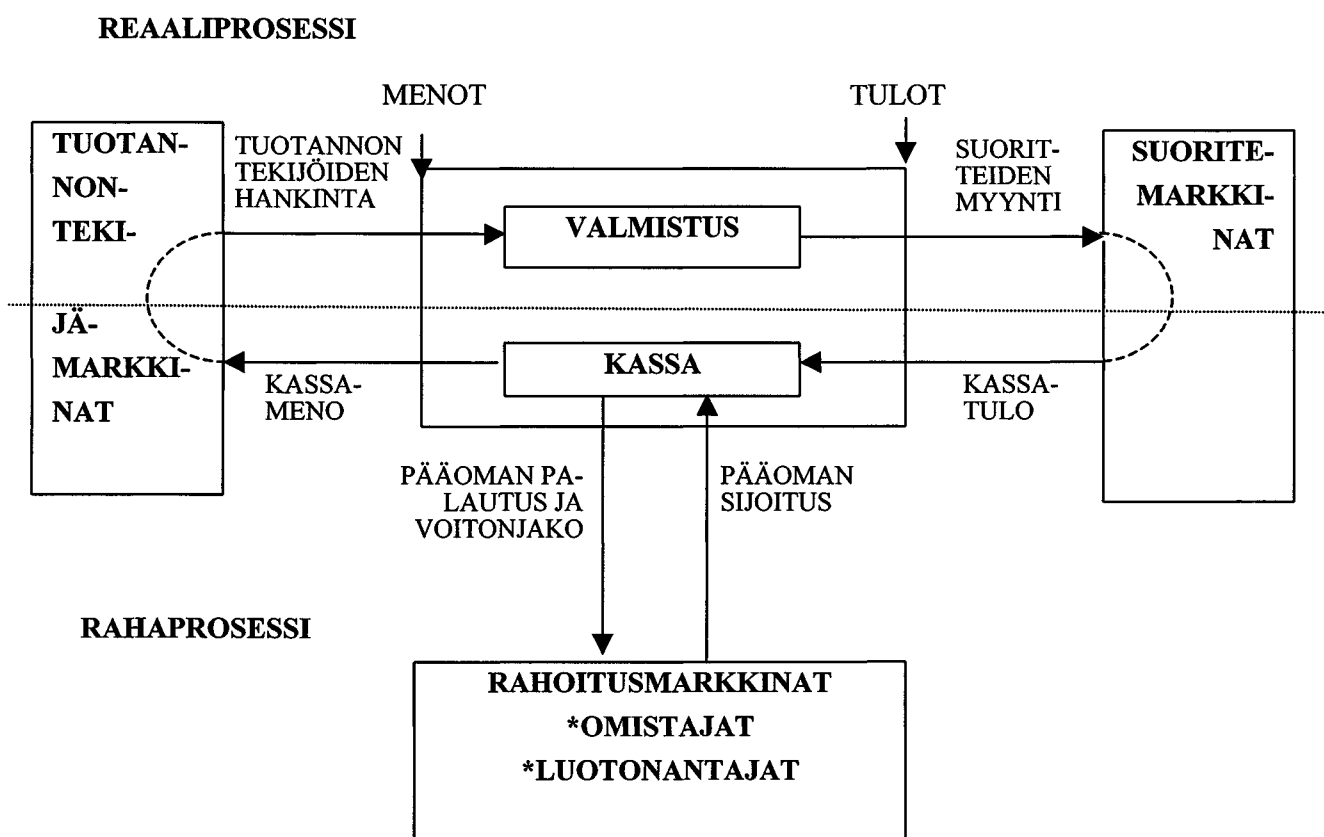 REAALIPROSESSI
MENOT
TULOT
TUOTAN-
NON-
TEKI-
JÄ-
MARKKI-
NAT
TUOTANNON
TEKIJÖIDEN
HANKINTA
VALMISTUS
SUORIT-
TEIDEN
MYYNTI
SUORITE-
MARKKI-
NAT
KASSA-
MENO
KASSA
KASSA-
TULO
PÄÄOMAN PA-
LAUTUS JA
VOITONJAKO
PÄÄOMAN
SIJOITUS
RAHAPROSESSI
RAHOITUSMARKKINAT
*OMISTAJAT
*LUOTONANTAJAT